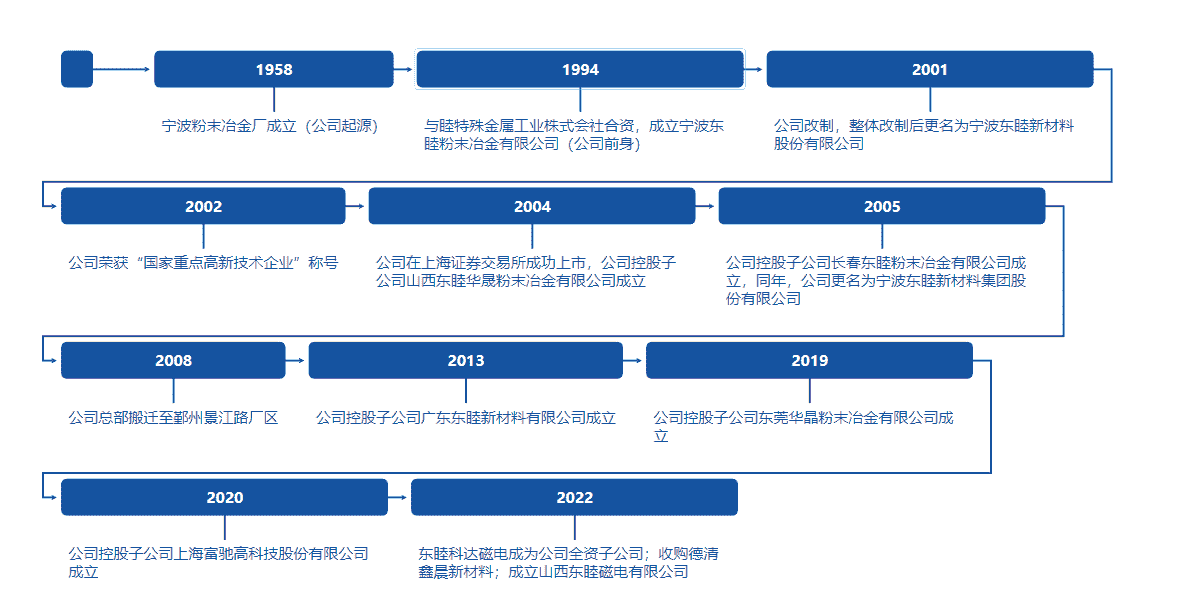 1958
1994
2001
宁波粉末冶金厂成立（公司起源）
与睦特殊金属工业株式会社合资，成立宁波东
睦粉末冶金有限公司（公司前身）
公司改制，整体改制后更名为宁波东睦新材料
股份有限公司
2002
2004
2005
公司荣获“国家重点高新技术企业”称号
公司在上海证券交易所成功上市，公司控股子
公司山西东睦华晟粉末冶金有限公司成立
公司控股子公司长春东睦粉末冶金有限公司成
立，同年，公司更名为宁波东睦新材料集团股
份有限公司
2008
2013
2019
公司总部搬迁至鄞州景江路厂区
公司控股子公司广东东睦新材料有限公司成立
公司控股子公司东莞华晶粉末冶金有限公司成
立
2020
2022
公司控股子公司上海富驰高科技股份有限公司
成立
东睦科达磁电成为公司全资子公司；收购德清
鑫晨新材料；成立山西东睦磁电有限公司